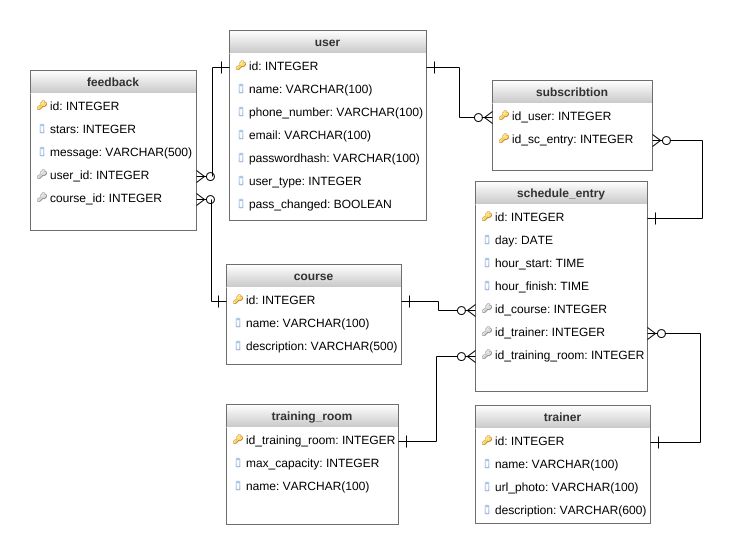 user
id: INTEGER
name: VARCHAR(100)
phone_number: VARCHAR(100)
email: VARCHAR(100)
passwordhash: VARCHAR(100)
user_type: INTEGER
pass_changed: BOOLEAN
feedback
id: INTEGER
stars: INTEGER
message: VARCHAR(500)
user_id: INTEGER
course_id: INTEGER
subscribtion
id_user: INTEGER
id_sc_entry: INTEGER
schedule_entry
id: INTEGER
day: DATE
hour_start: TIME
hour_finish: TIME
id_course: INTEGER
id_trainer: INTEGER
id_training_room: INTEGER
course
id: INTEGER
name: VARCHAR(100)
description: VARCHAR(500)
training_room
id_training_room: INTEGER
max_capacity: INTEGER
name: VARCHAR(100)
trainer
id: INTEGER
name: VARCHAR(100)
url_photo: VARCHAR(100)
description: VARCHAR(600)